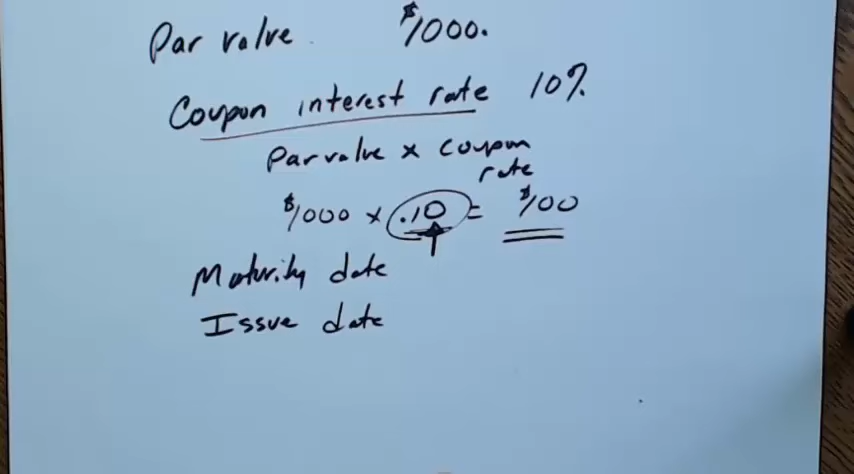 Par value $1000.
Coupon interest rate 10%
Par value x coupon
rate
$1000 x .10 = $100
Maturity date
Issue date